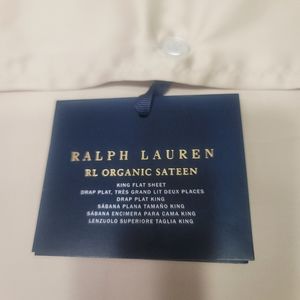 RALPH LAUREN
RL ORGANIC SATEEN
KING FLAT SHEET
DRAP PLAT, TRÈS GRAND LIT DEUX PLACES
DRAP PLAT KING
SÁBANA PLANA TAMAÑO KING
SÁBANA ENCIMERA PARA CAMA KING
LENZUOLO SUPERIORE TAGLIA KING